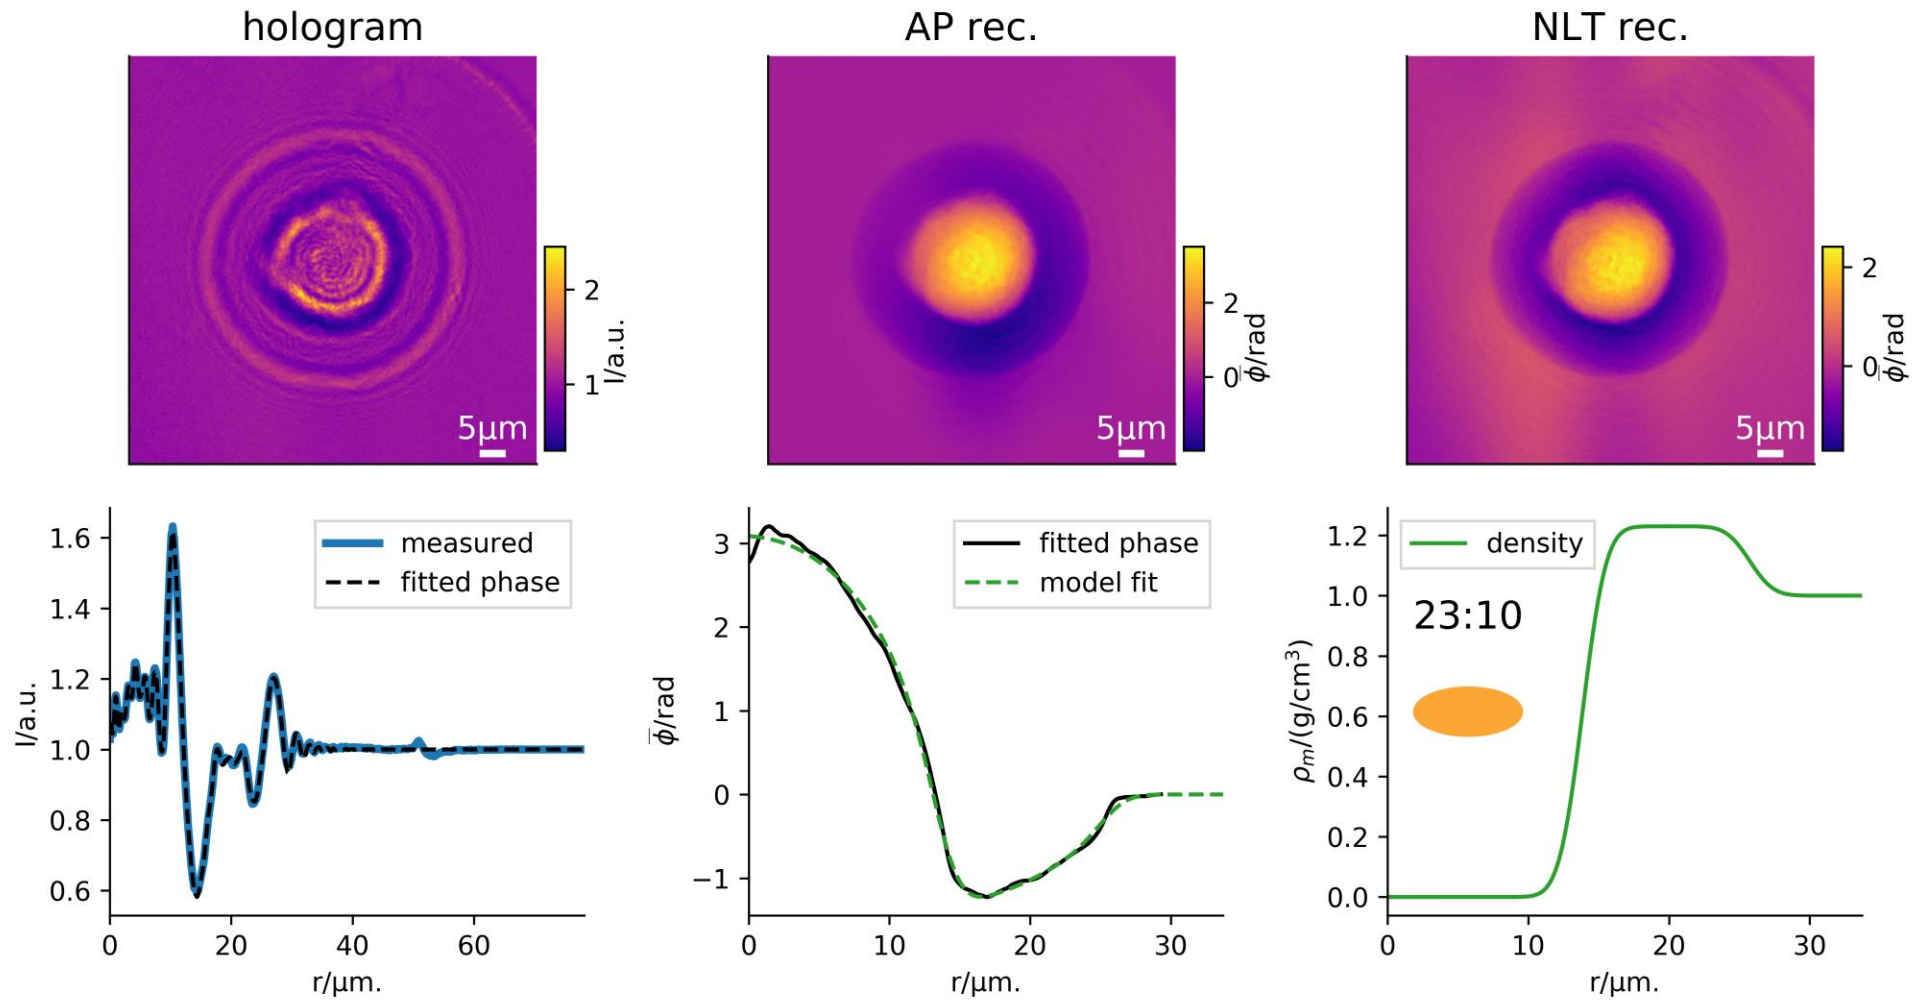 hologram
AP rec.
NLT rec.
2
1
I/a.u.
5μm
2
0
ϕ̅/rad
5μm
2
0
ϕ̅/rad
5μm
1.6
1.4
1.2
1.0
0.8
0.6
I/a.u.
measured
fitted phase
0
20
40
60
r/μm.
3
2
1
0
−1
ϕ̅/rad
fitted phase
model fit
0
10
20
30
r/μm.
1.2
1.0
0.8
0.6
0.4
0.2
0.0
ρₘ/(g/cm³)
density
23:10
0
10
20
30
r/μm.